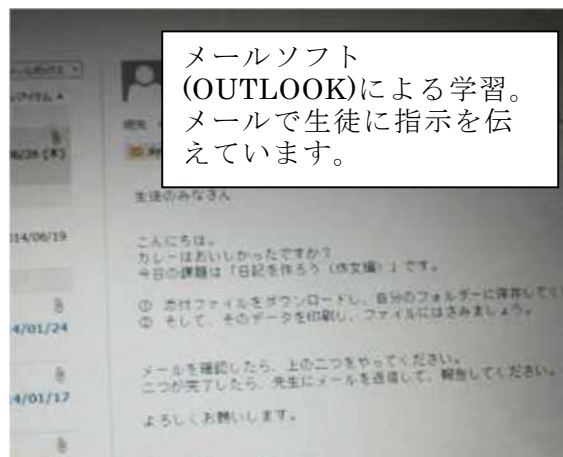 メールソフト
(OUTLOOK)による学習。
メールで生徒に指示を伝
えています。
生徒のみなさん
こんにちは。
カレーはおいしかったですか？
今日の課題は「日記を作ろう（作文編）」です。
① 添付ファイルをダウンロードし、自分のフォルダーに保存してく
② そして、そのデータを印刷し、ファイルにはさみましょう。
メールを確認したら、上の二つをやってください。
二つが完了したら、先生にメールを返信して、報告してください。
よろしくお願いします。
14/06/19
4/01/24
4/01/17